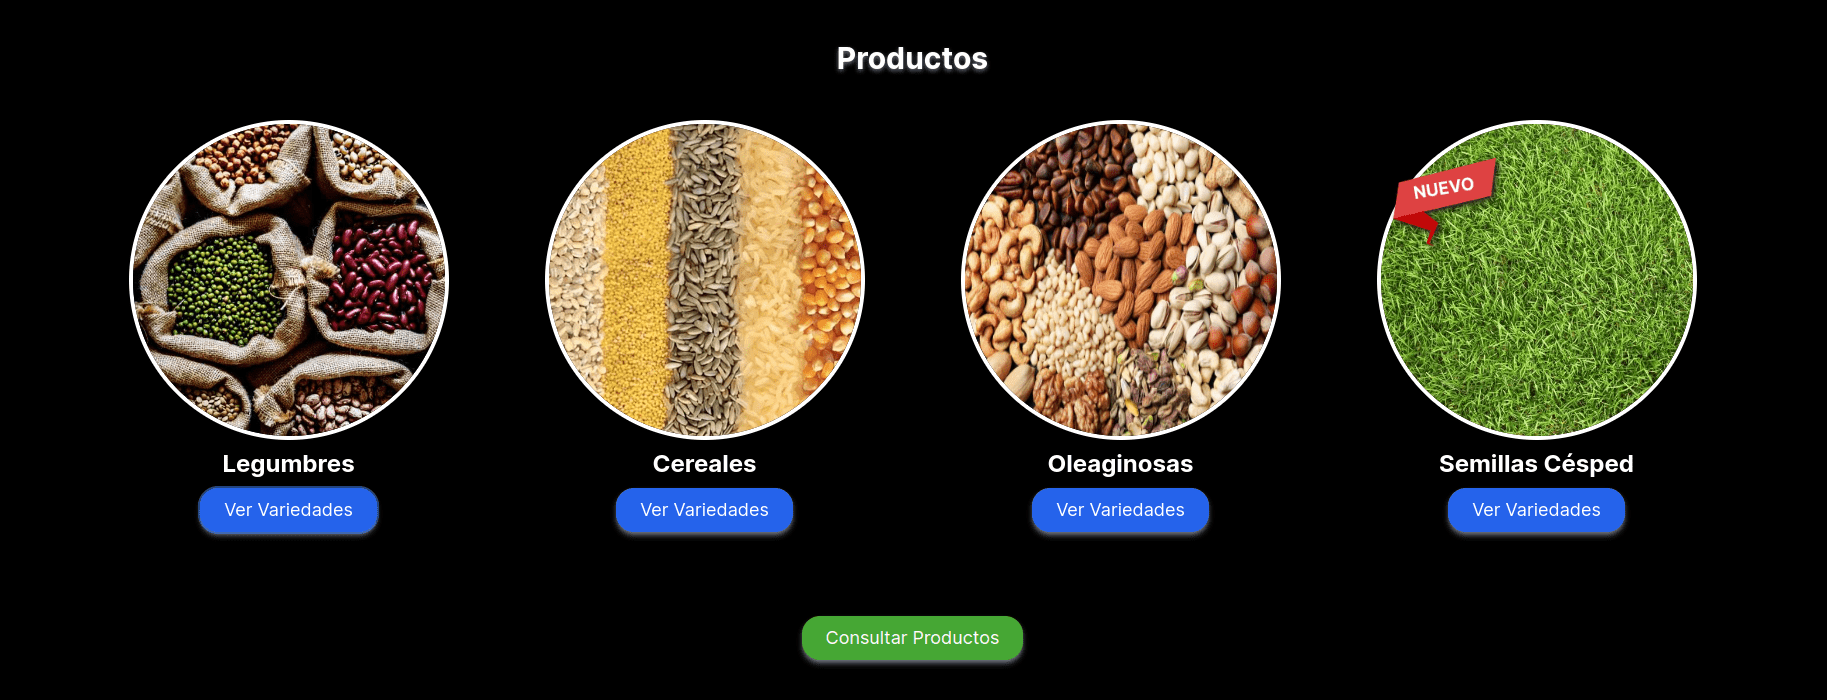 Productos
NUEVO
Legumbres
Cereales
Oleaginosas
Semillas Césped
Ver Variedades
Ver Variedades
Ver Variedades
Ver Variedades
Consultar Productos